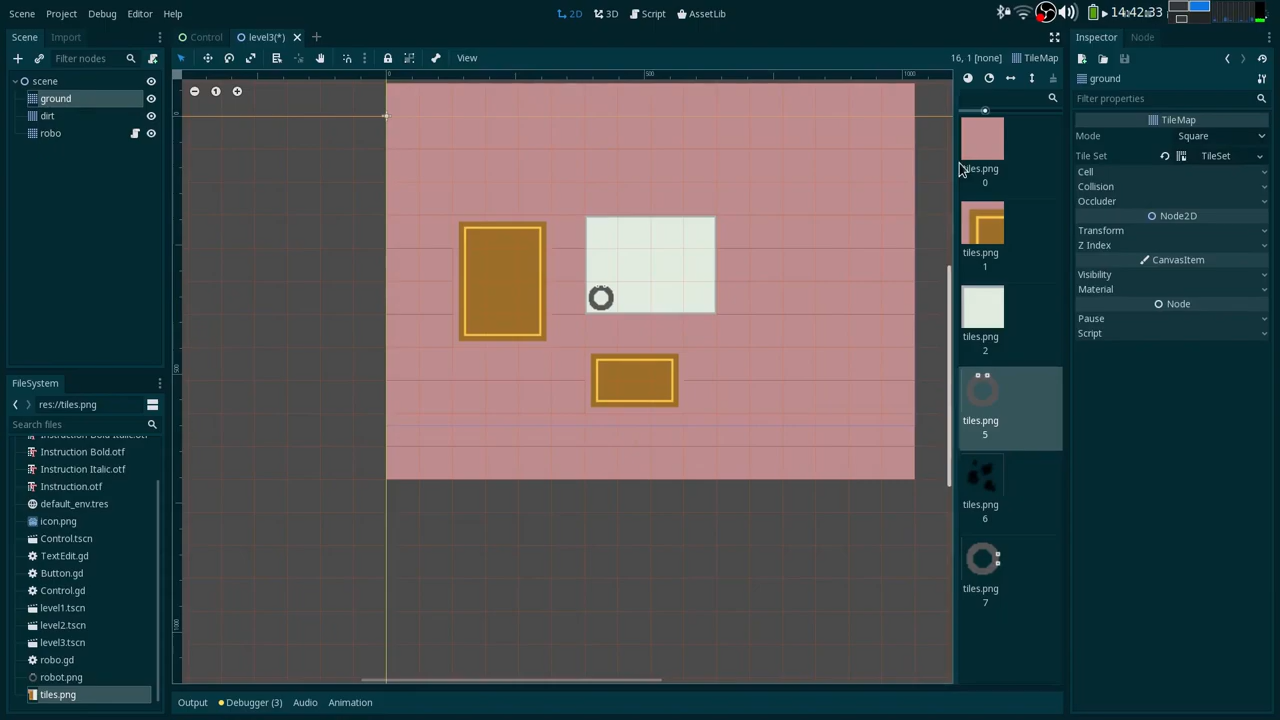 Scene Project Debug Editor Help
2D 3D Script AssetLib
14:42.33
Scene Import
Control level3(*)
Inspector Node
Filter nodes
View
16, 1 [none] TileMap
scene
ground
dirt
robo
0 500 1000
0
500
1000
tiles.png
0
tiles.png
1
tiles.png
2
tiles.png
5
tiles.png
6
tiles.png
7
ground
Filter properties
TileMap
Mode Square
Tile Set TileSet
Cell
Collision
Occluder
Node2D
Transform
Z Index
CanvasItem
Visibility
Material
Node
Pause
Script
FileSystem
res://tiles.png
Search files
Instruction Bold Italic.otf
Instruction Bold.otf
Instruction Italic.otf
Instruction.otf
default_env.tres
icon.png
Control.tscn
TextEdit.gd
Button.gd
Control.gd
level1.tscn
level2.tscn
level3.tscn
robo.gd
robot.png
tiles.png
Output Debugger (3) Audio Animation